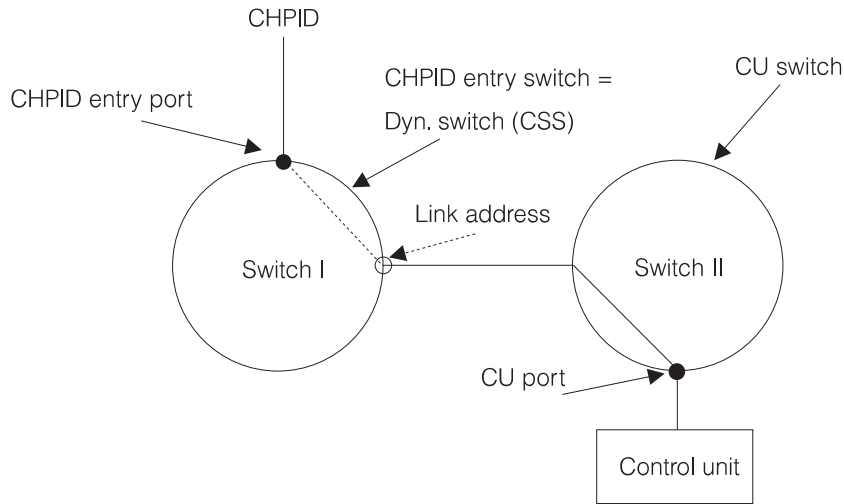 CHPID
CHPID entry port
CHPID entry switch =
Dyn. switch (CSS)
CU switch
Link address
Switch I
Switch II
CU port
Control unit